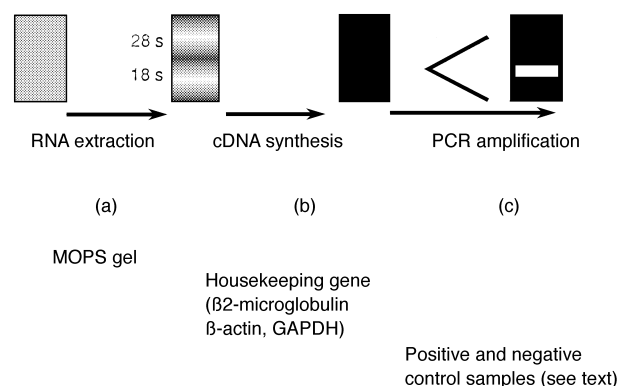 28 s
18 s
RNA extraction
cDNA synthesis
PCR amplification
(a)
(b)
(c)
MOPS gel
Housekeeping gene
(ß2-microglobulin
ß-actin, GAPDH)
Positive and negative
control samples (see text)